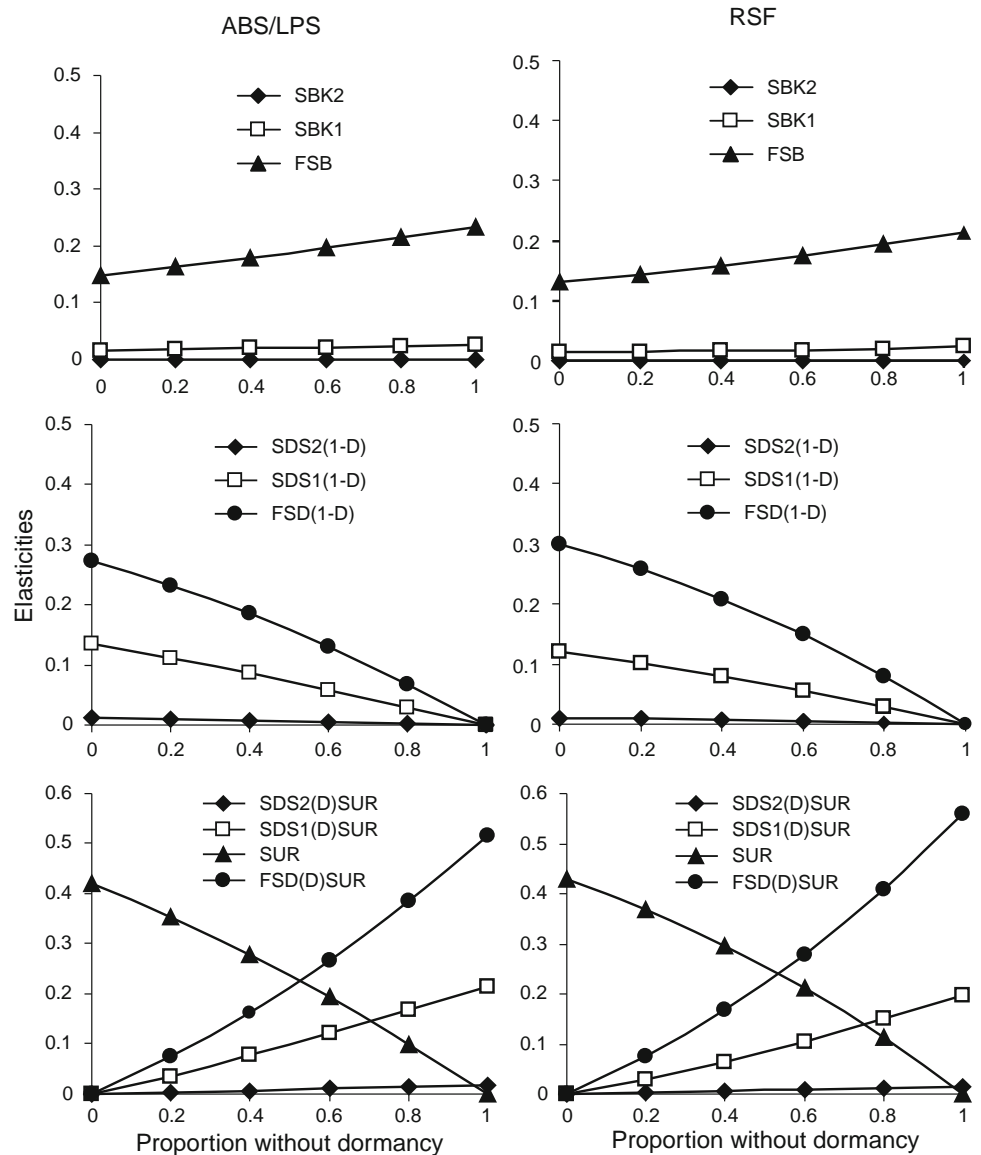 ABS/LPS
RSF
0.5
0.4
0.3
0.2
0.1
0
SBK2
SBK1
FSB
0 0.2 0.4 0.6 0.8 1
0.5
0.4
0.3
0.2
0.1
0
SBK2
SBK1
FSB
0 0.2 0.4 0.6 0.8 1
Elasticities
0.5
0.4
0.3
0.2
0.1
0
SDS2(1-D)
SDS1(1-D)
FSD(1-D)
0 0.2 0.4 0.6 0.8 1
0.5
0.4
0.3
0.2
0.1
0
SDS2(1-D)
SDS1(1-D)
FSD(1-D)
0 0.2 0.4 0.6 0.8 1
0.6
0.5
0.4
0.3
0.2
0.1
0
SDS2(D)SUR
SDS1(D)SUR
SUR
FSD(D)SUR
0 0.2 0.4 0.6 0.8 1
Proportion without dormancy
0.6
0.5
0.4
0.3
0.2
0.1
0
SDS2(D)SUR
SDS1(D)SUR
SUR
FSD(D)SUR
0 0.2 0.4 0.6 0.8 1
Proportion without dormancy